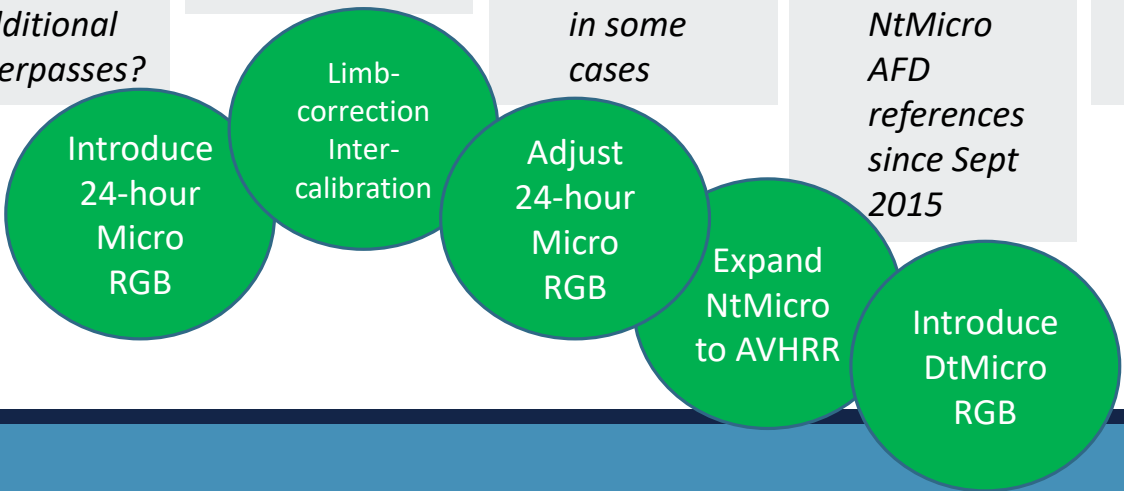 dditional
erpasses?
in some
cases
NtMicro
AFD
references
since Sept
2015
Introduce
24-hour
Micro
RGB
Limb-
correction
Inter-
calibration
Adjust
24-hour
Micro
RGB
Expand
NtMicro
to AVHRR
Introduce
DtMicro
RGB